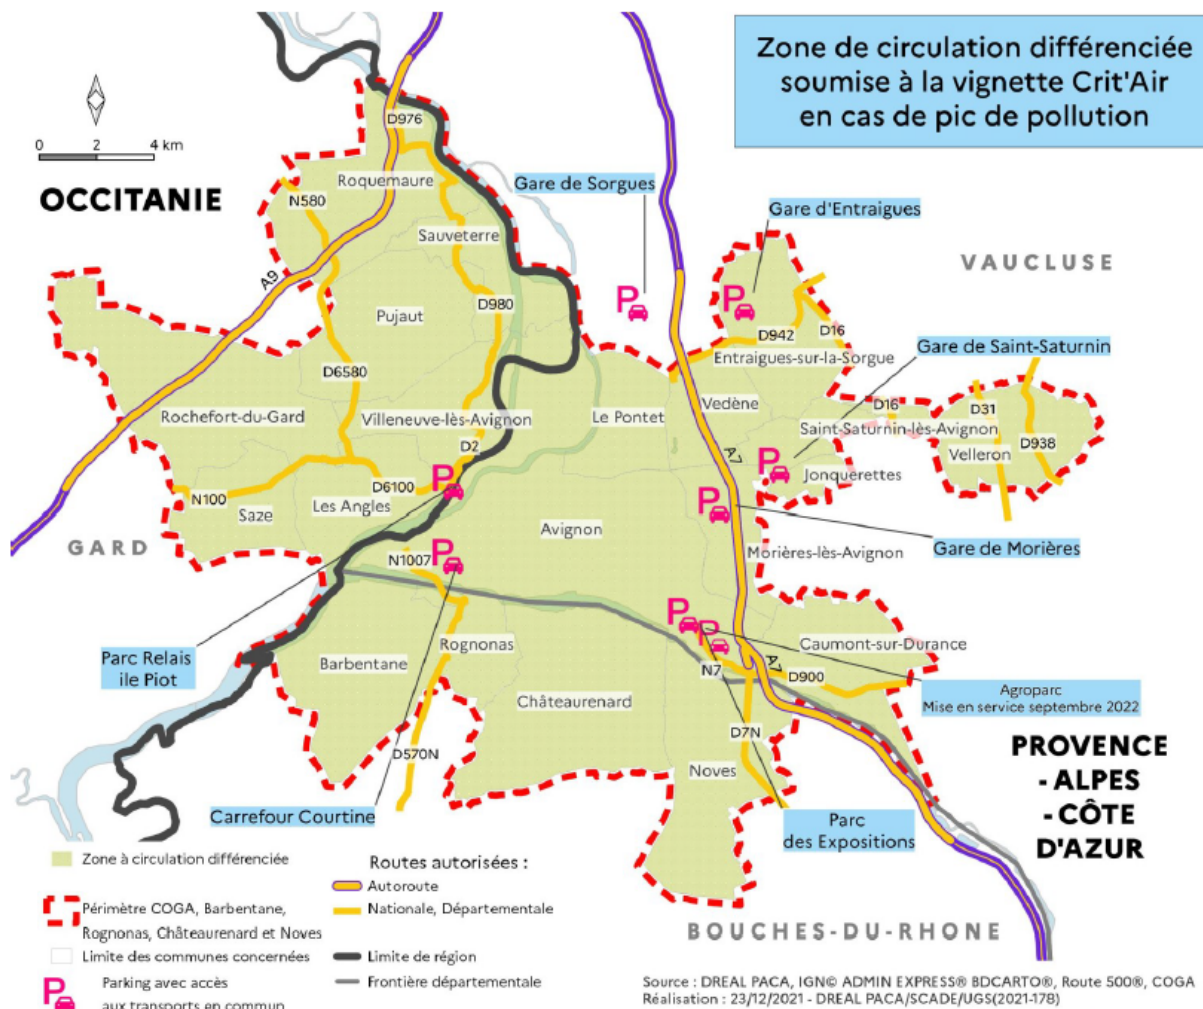 Zone de circulation différenciée
soumise à la vignette Crit'Air
en cas de pic de pollution
0 2 4 km
OCCITANIE
D976
Roquemaure
N580
Gare de Sorgues
Gare d'Entraigues
Sauveterre
VAUCLUSE
A9
D980
Pujaut
D942
D16
Entraigues-sur-la-Sorgue
Gare de Saint-Saturnin
D6580
Rochefort-du-Gard
Villeneuve-lès-Avignon
Le Pontet
Vedène
D16
D31
Saint-Saturnin-lès-Avignon
D938
D2
A7
Velleron
Jonquerettes
P
P
P
P
N100
D6100
Les Angles
Saze
Avignon
P
GARD
Morières-lès-Avignon
Gare de Morières
N1007
P
P
P
Parc Relais
ile Piot
Barbentane
Rognonas
Caumont-sur-Durance
N7
A7
D900
Châteaurenard
Agroparc
Mise en service septembre 2022
D570N
D7N
Noves
PROVENCE
- ALPES
- CÔTE
D'AZUR
Carrefour Courtine
Parc
des Expositions
BOUCHES-DU-RHONE
Zone à circulation différenciée
Périmètre COGA, Barbentane,
Rognonas, Châteaurenard et Noves
Limite des communes concernées
P
Parking avec accès
aux transports en commun
Routes autorisées :
Autoroute
Nationale, Départementale
Limite de région
Frontière départementale
Source : DREAL PACA, IGN© ADMIN EXPRESS® BDCARTO®, Route 500®, COGA
Réalisation : 23/12/2021 - DREAL PACA/SCADE/UGS(2021-178)